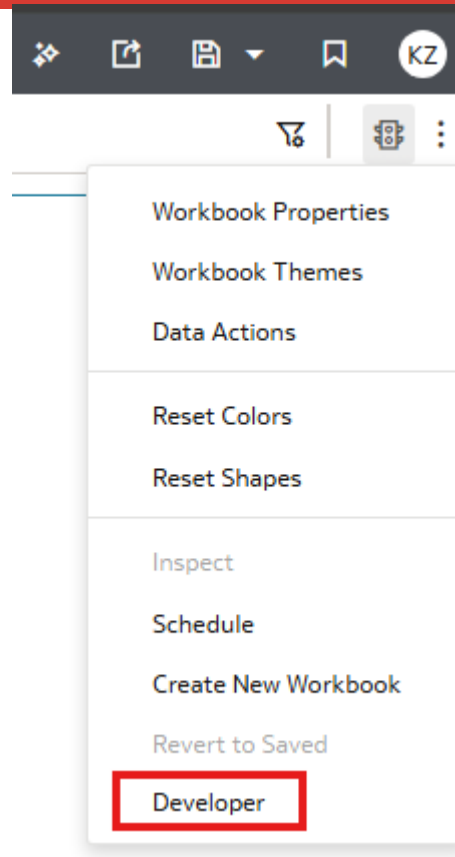 KZ
Workbook Properties
Workbook Themes
Data Actions
Reset Colors
Reset Shapes
Inspect
Schedule
Create New Workbook
Revert to Saved
Developer